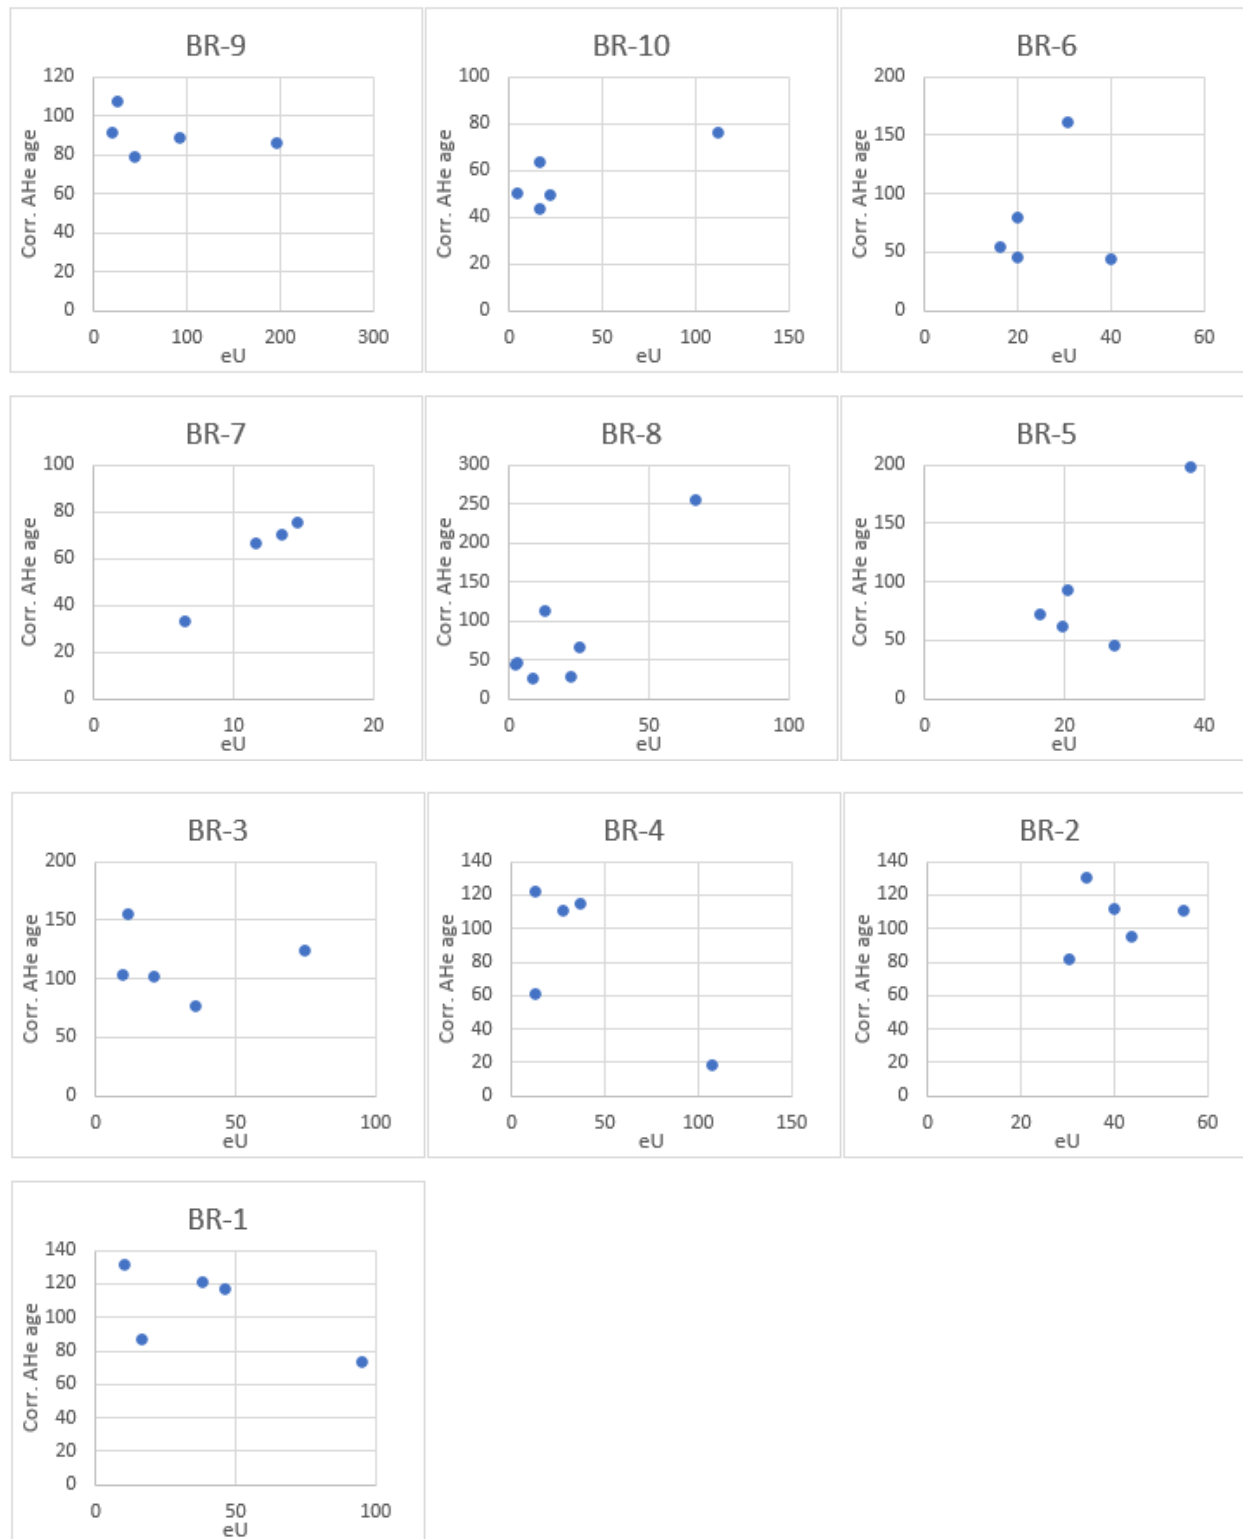 BR-9
120
100
80
60
40
20
0
Corr. AHe age
0 100 200 300
eU
BR-10
100
80
60
40
20
0
Corr. AHe age
0 50 100 150
eU
BR-6
200
150
100
50
0
Corr. AHe age
0 20 40 60
eU
BR-7
100
80
60
40
20
0
Corr. AHe age
0 10 20
eU
BR-8
300
250
200
150
100
50
0
Corr. AHe age
0 50 100
eU
BR-5
200
150
100
50
0
Corr. AHe age
0 20 40
eU
BR-3
200
150
100
50
0
Corr. AHe age
0 50 100
eU
BR-4
140
120
100
80
60
40
20
0
Corr. AHe age
0 50 100 150
eU
BR-2
140
120
100
80
60
40
20
0
Corr. AHe age
0 20 40 60
eU
BR-1
140
120
100
80
60
40
20
0
Corr. AHe age
0 50 100
eU